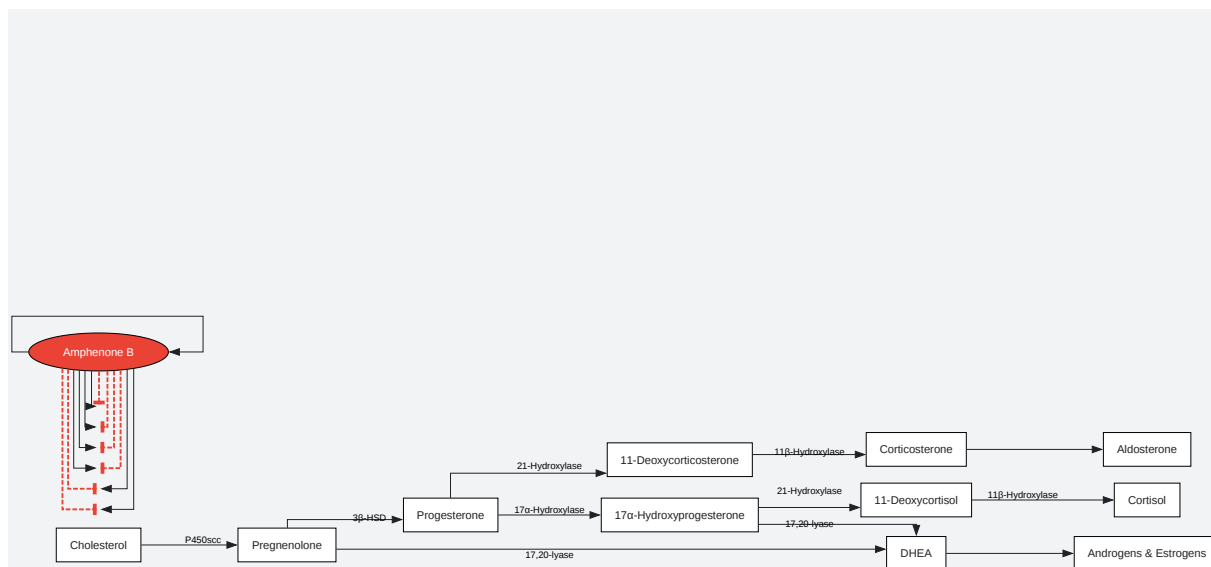 Amphenone B
Cholesterol
P450scc
Pregnenolone
3β-HSD
Progesterone
21-Hydroxylase
11-Deoxycorticosterone
11β-Hydroxylase
Corticosterone
Aldosterone
17α-Hydroxylase
17α-Hydroxyprogesterone
21-Hydroxylase
11-Deoxycortisol
11β-Hydroxylase
Cortisol
17,20-lyase
17,20-lyase
DHEA
Androgens & Estrogens